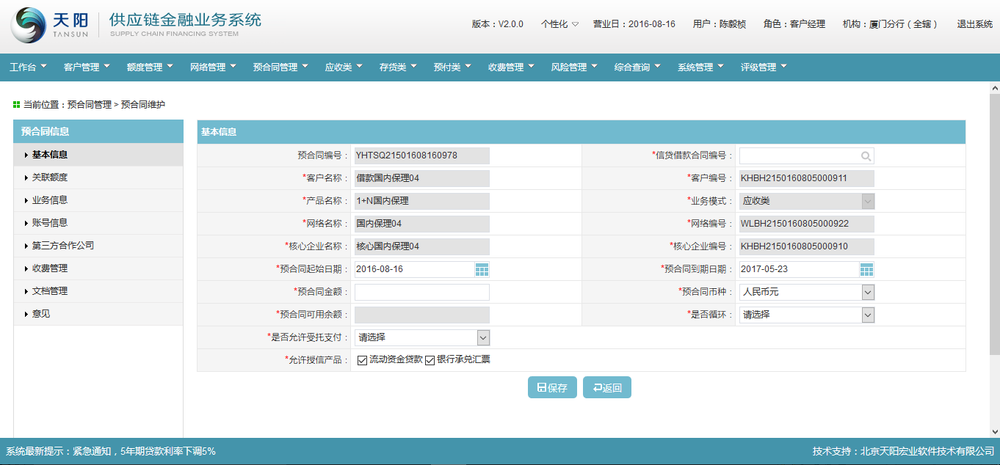 天阳 TANSUN 供应链金融业务系统 SUPPLY CHAIN FINANCING SYSTEM
版本：V2.0.0 个性化 营业日：2016-08-16 用户：陈毅桢 角色：客户经理 机构：厦门分行（全辖） 退出系统
工作台 客户管理 额度管理 网络管理 预合同管理 应收类 存货类 预付类 收费管理 风险管理 综合查询 系统管理 评级管理
当前位置：预合同管理 > 预合同维护
预合同信息
基本信息
关联额度
业务信息
账号信息
第三方合作公司
收费管理
文档管理
意见
基本信息
预合同编号： YHTSQ21501608160978 *信贷借款合同编号：
*客户名称： 借款国内保理04 *客户编号： KHBH2150160805000911
*产品名称： 1+N国内保理 *业务模式： 应收类
*网络名称： 国内保理04 *网络编号： WLBH2150160805000922
*核心企业名称： 核心国内保理04 *核心企业编号： KHBH2150160805000910
*预合同起始日期： 2016-08-16 *预合同到期日期： 2017-05-23
*预合同金额： *预合同币种： 人民币元
*预合同可用余额： *是否循环： 请选择
*是否允许受托支付： 请选择
*允许授信产品： 流动资金贷款 银行承兑汇票
保存 返回
系统最新提示：紧急通知，5年期贷款利率下调5% 技术支持：北京天阳宏业软件技术有限公司